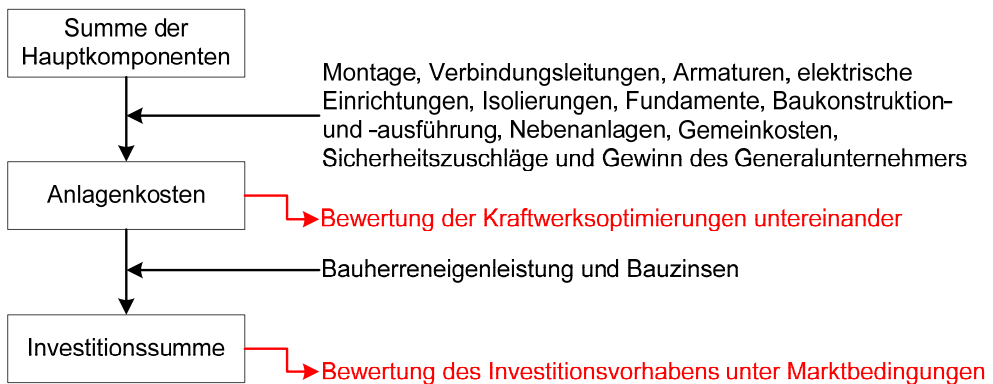 Summe der
Hauptkomponenten
Montage, Verbindungsleitungen, Armaturen, elektrische
Einrichtungen, Isolierungen, Fundamente, Baukonstruktion-
und -ausführung, Nebenanlagen, Gemeinkosten,
Sicherheitszuschläge und Gewinn des Generalunternehmers
Anlagenkosten
Bewertung der Kraftwerksoptimierungen untereinander
Bauherreneigenleistung und Bauzinsen
Investitionssumme
Bewertung des Investitionsvorhabens unter Marktbedingungen